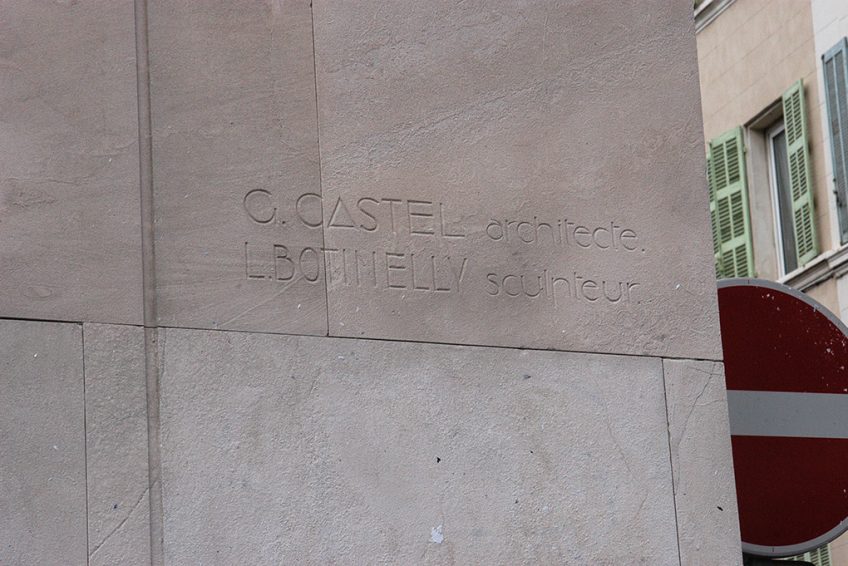 G. CASTEL architecte.
L. BOTINELLY sculpteur.